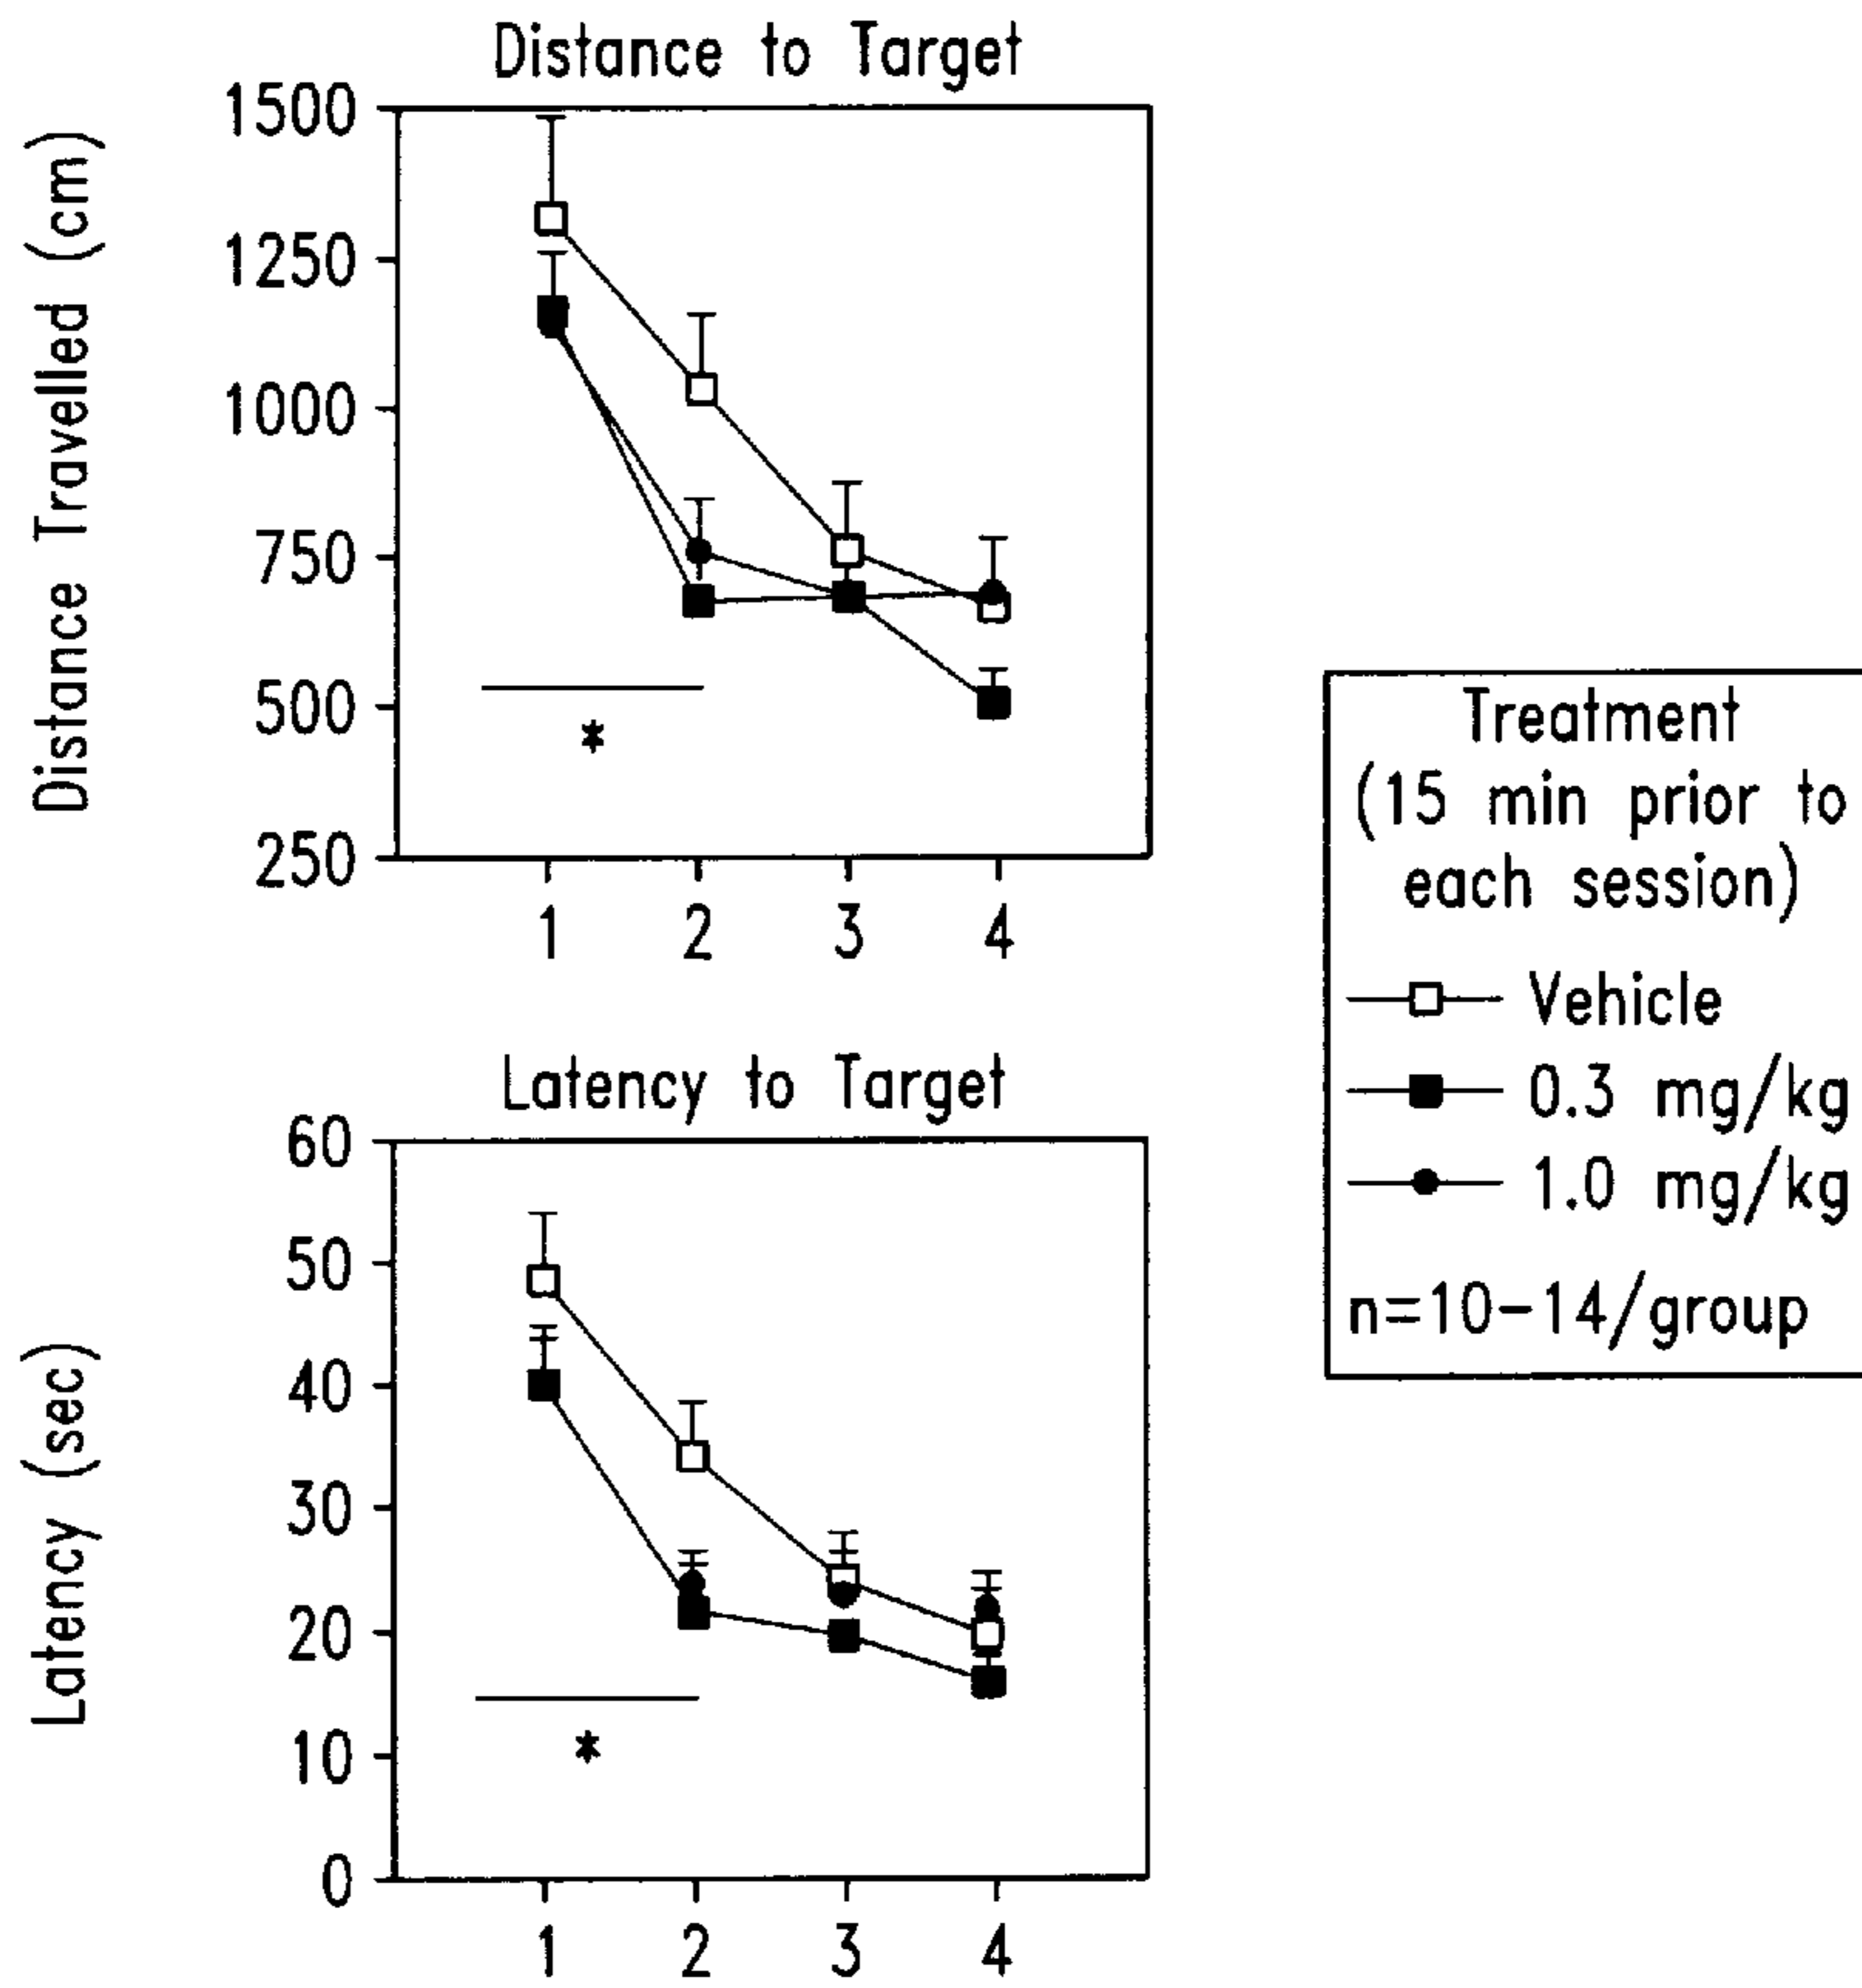 Distance to Target
Distance Travelled (cm)
1500
1250
1000
750
500
250
*
1 2 3 4
Latency to Target
Latency (sec)
60
50
40
30
20
10
0
*
1 2 3 4
Treatment
(15 min prior to
each session)
Vehicle
0.3 mg/kg
1.0 mg/kg
n=10-14/group